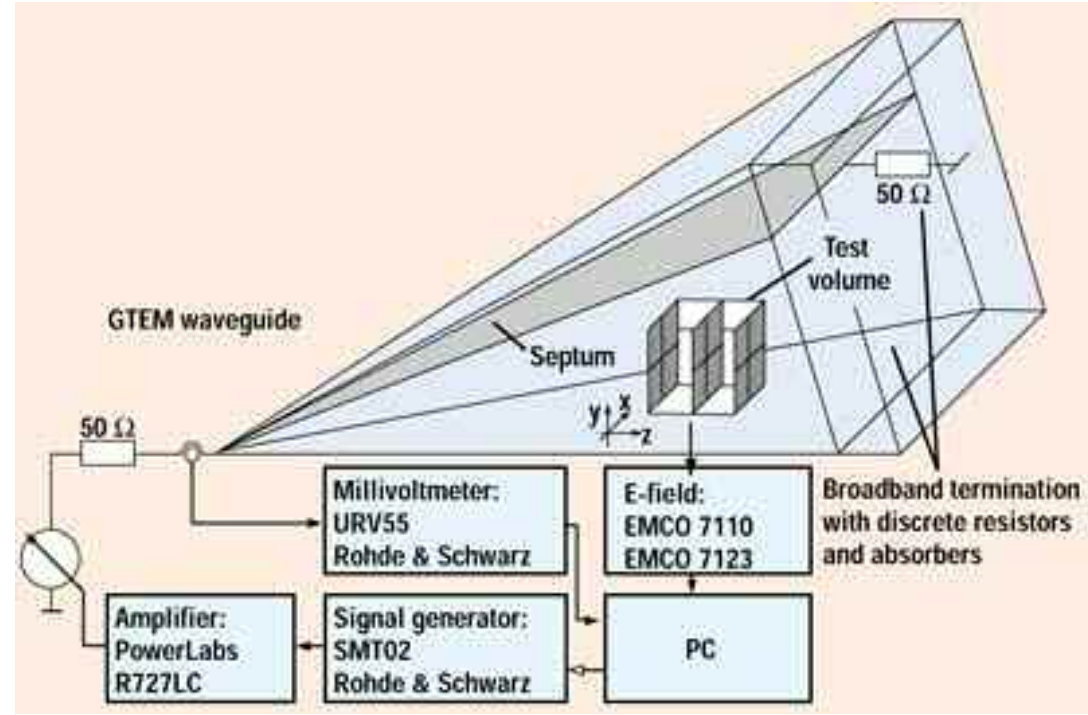 50 Ω
Test
volume
GTEM waveguide
Septum
y x
z
50 Ω
Millivoltmeter:
URV55
Rohde & Schwarz
E-field:
EMCO 7110
EMCO 7123
Broadband termination
with discrete resistors
and absorbers
Amplifier:
PowerLabs
R727LC
Signal generator:
SMT02
Rohde & Schwarz
PC